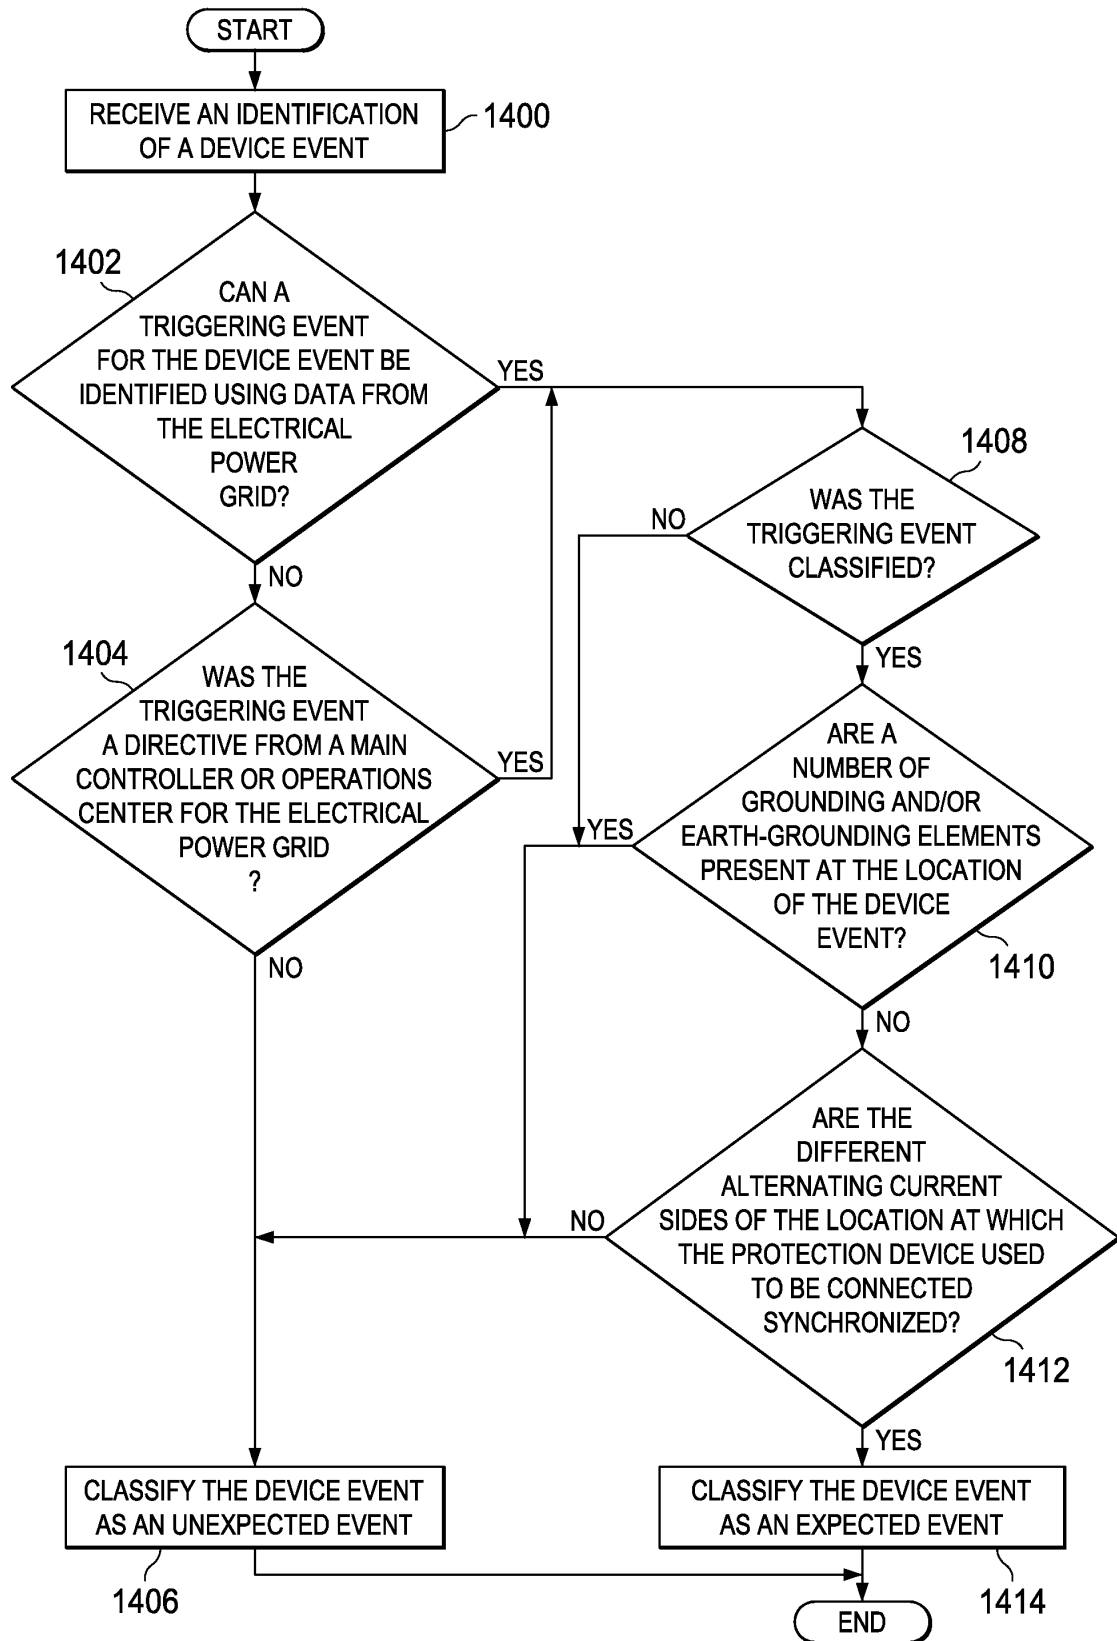 START
RECEIVE AN IDENTIFICATION
OF A DEVICE EVENT
1400
1402
CAN A
TRIGGERING EVENT
FOR THE DEVICE EVENT BE
IDENTIFIED USING DATA FROM
THE ELECTRICAL
POWER
GRID?
YES
NO
1404
WAS THE
TRIGGERING EVENT
A DIRECTIVE FROM A MAIN
CONTROLLER OR OPERATIONS
CENTER FOR THE ELECTRICAL
POWER GRID
?
YES
NO
1408
WAS THE
TRIGGERING EVENT
CLASSIFIED?
NO
YES
ARE A
NUMBER OF
GROUNDING AND/OR
EARTH-GROUNDING ELEMENTS
PRESENT AT THE LOCATION
OF THE DEVICE
EVENT?
YES
1410
NO
ARE THE
DIFFERENT
ALTERNATING CURRENT
SIDES OF THE LOCATION AT WHICH
THE PROTECTION DEVICE USED
TO BE CONNECTED
SYNCHRONIZED?
NO
1412
YES
CLASSIFY THE DEVICE EVENT
AS AN UNEXPECTED EVENT
1406
CLASSIFY THE DEVICE EVENT
AS AN EXPECTED EVENT
1414
END